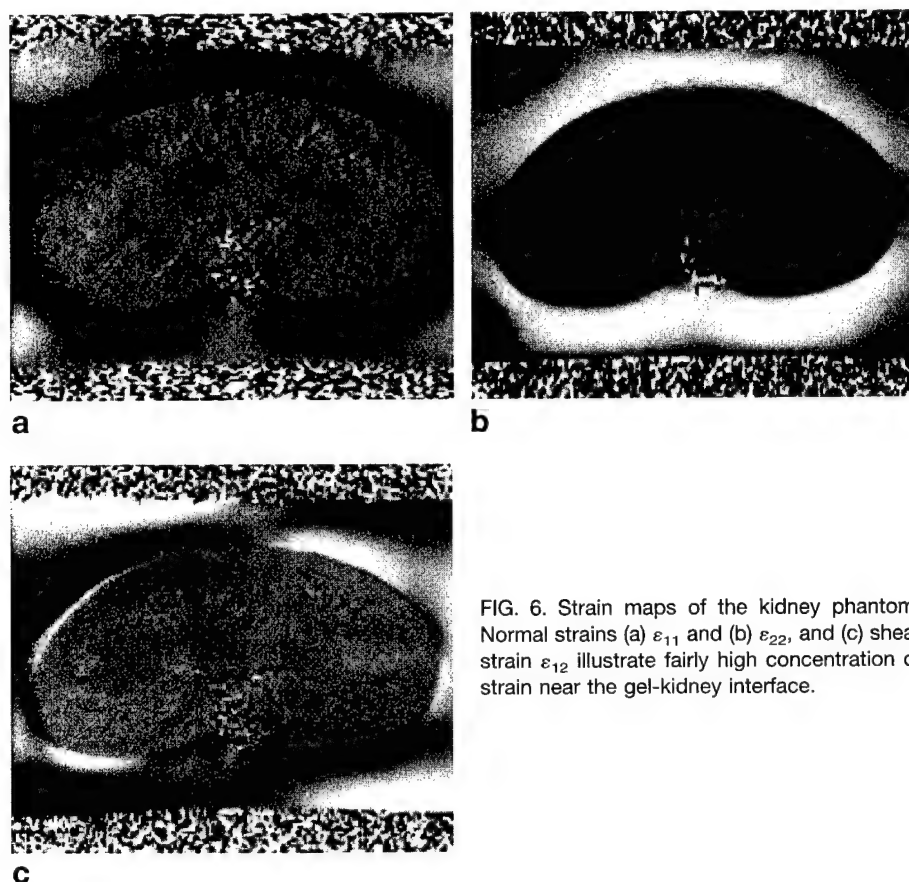 a
b
c
FIG. 6. Strain maps of the kidney phantom
Normal strains (a) ε₁₁ and (b) ε₂₂, and (c) shea
strain ε₁₂ illustrate fairly high concentration o
strain near the gel-kidney interface.